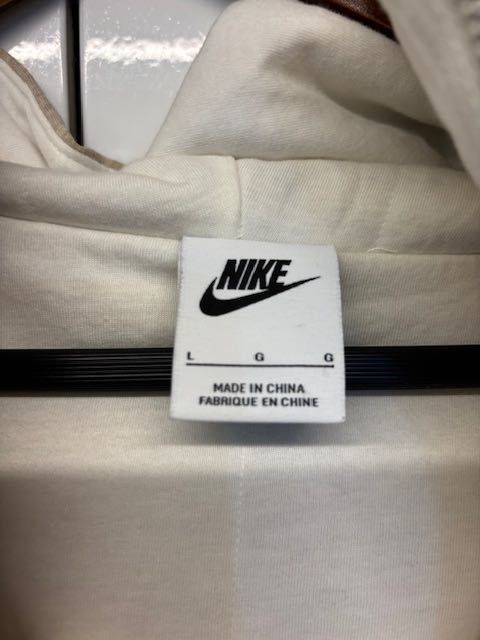 NIKE
L G G
MADE IN CHINA
FABRIQUE EN CHINE